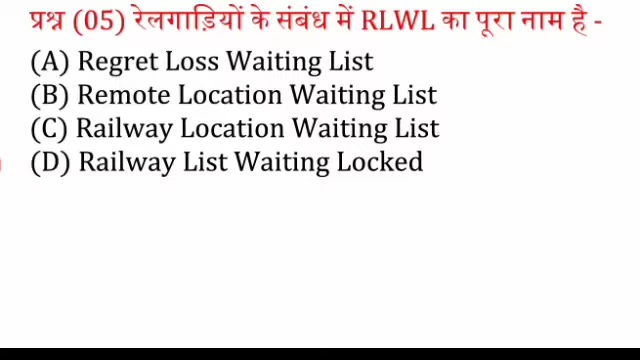 प्रश्न (05) रेलगाड़ियों के संबंध में RLWL का पूरा नाम है -
(A) Regret Loss Waiting List
(B) Remote Location Waiting List
(C) Railway Location Waiting List
(D) Railway List Waiting Locked